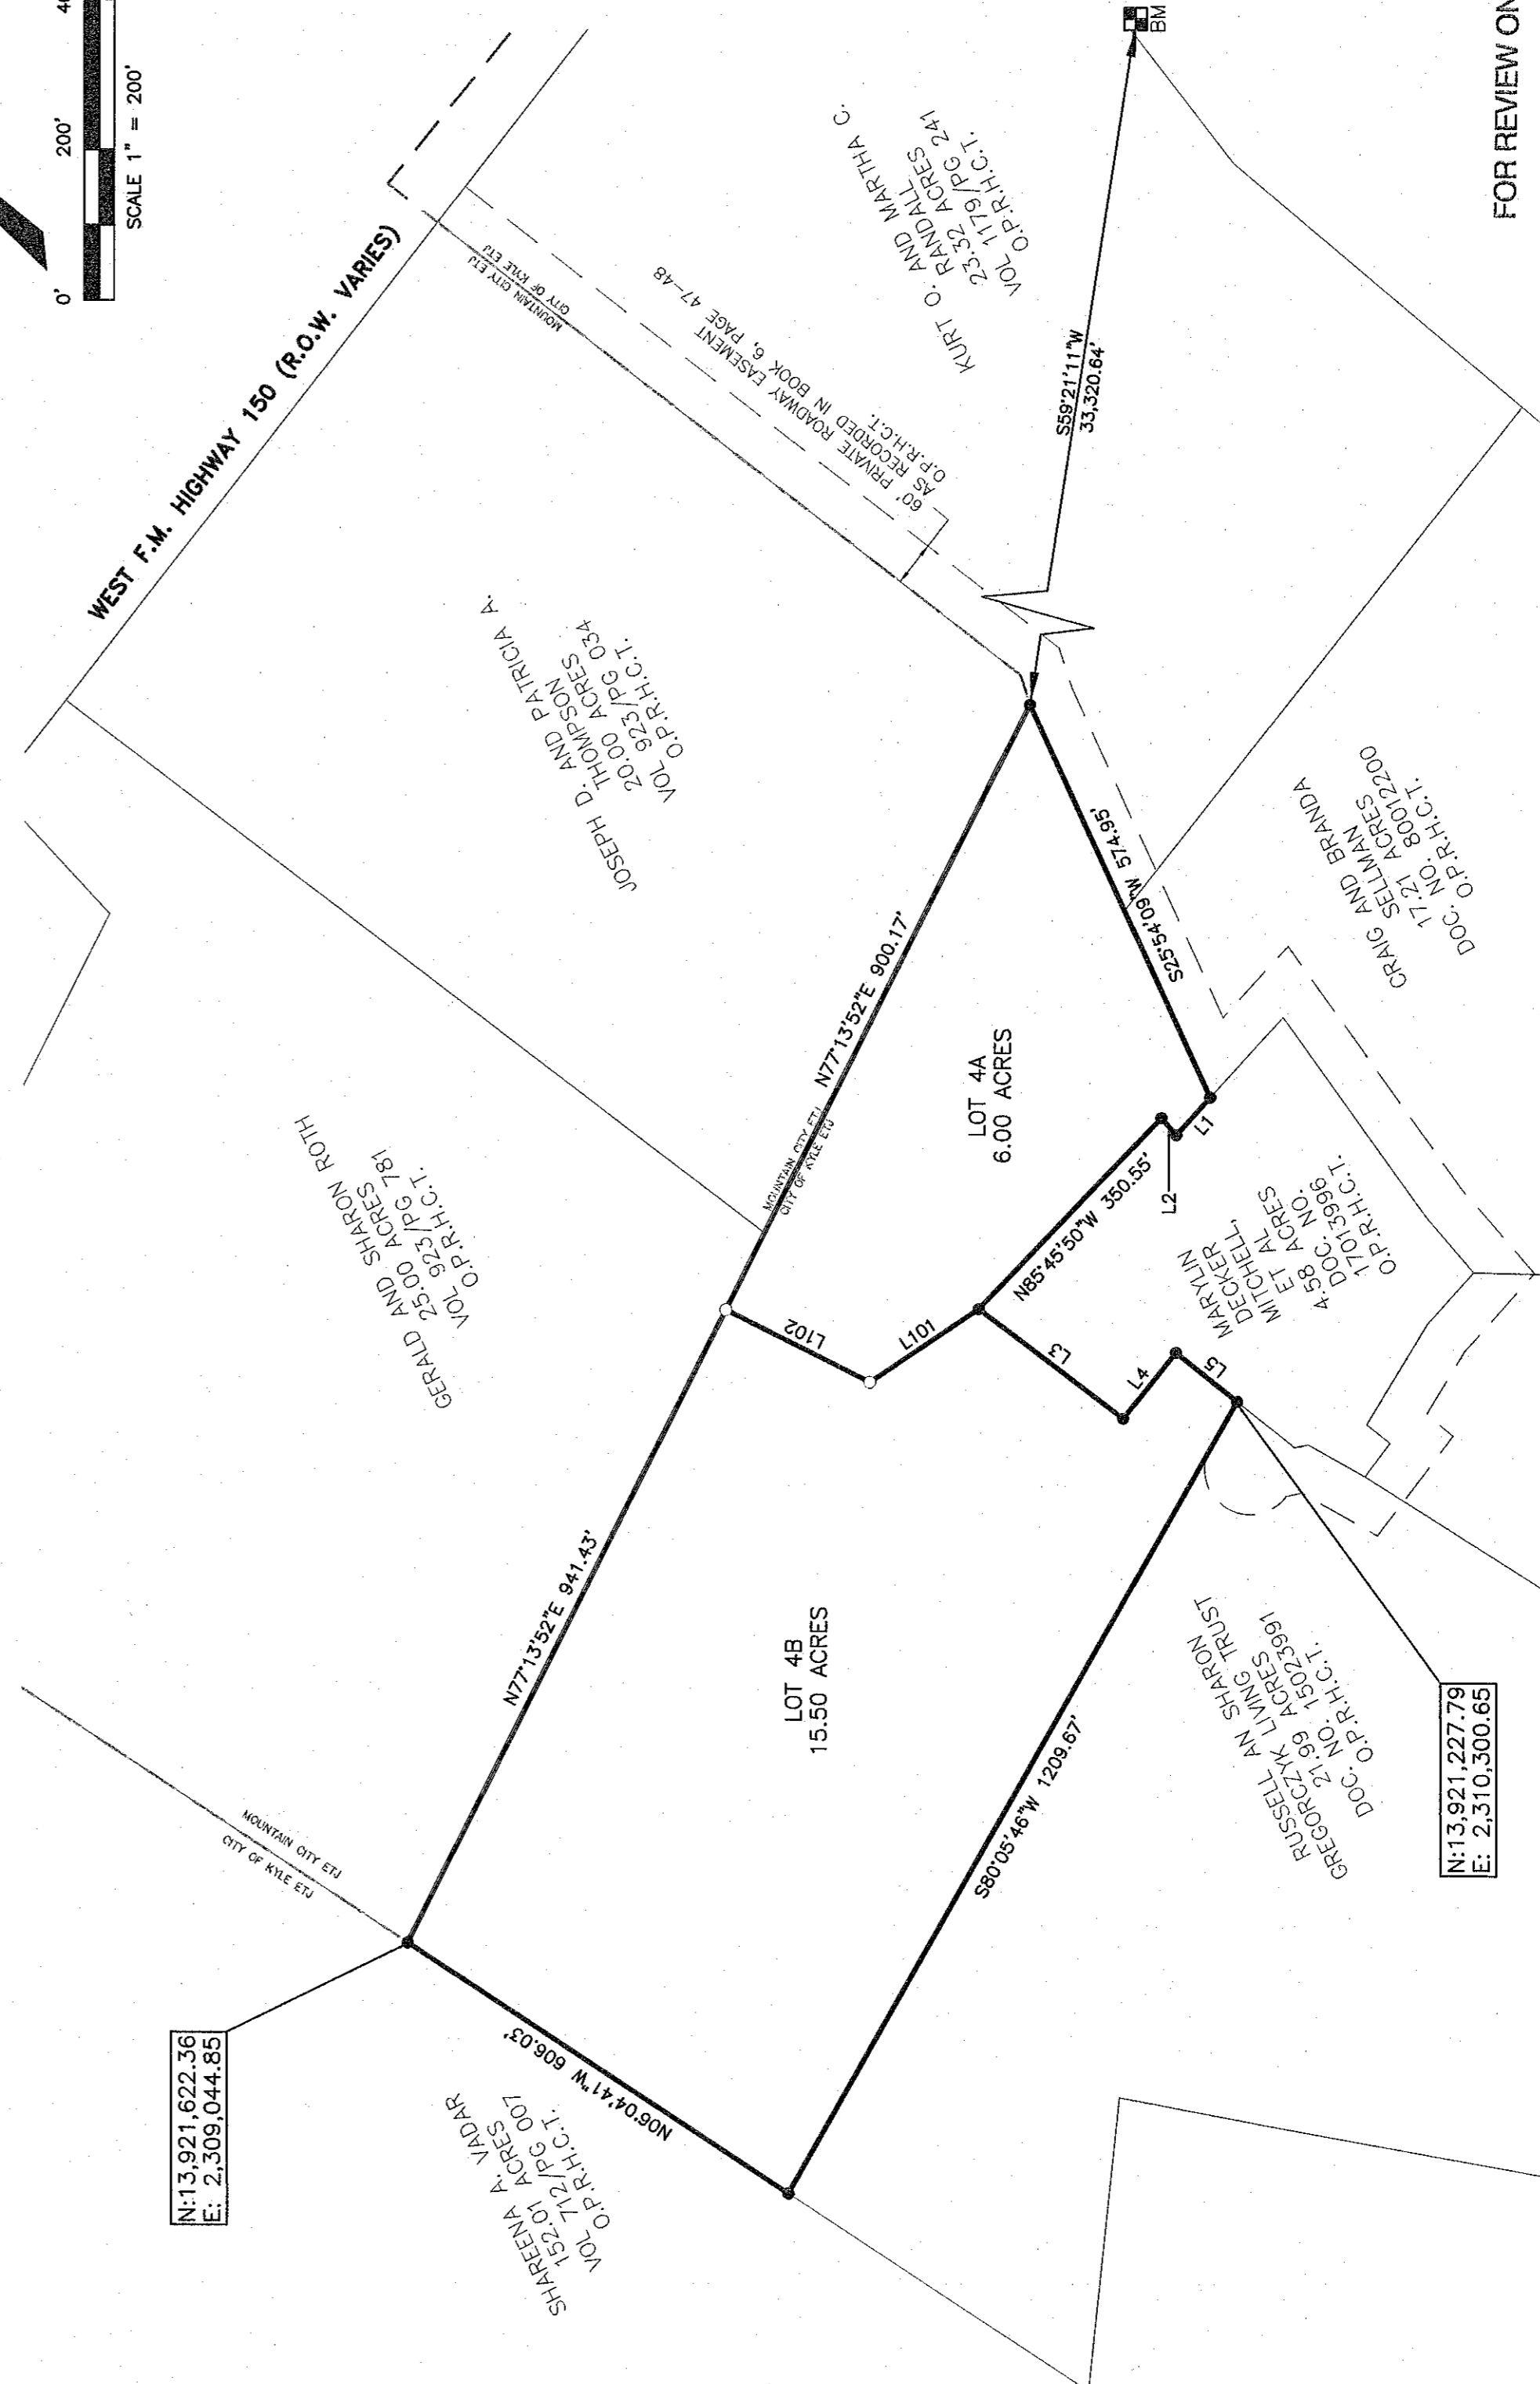 0'
200'
SCALE 1" = 200'
WEST F.M. HIGHWAY 150 (R.O.W. VARIES)
MOUNTAIN CITY ETJ
CITY OF KYLE ETJ
60' PRIVATE ROADWAY EASEMENT
AS RECORDED IN BOOK 6, PAGE 47-48
O.P.R.H.C.T.
KURT O. AND MARTHA C.
RANDALL
23.32 ACRES
VOL 1179/PG 241
O.P.R.H.C.T.
BM
S59°21'11"W
33,320.64'
FOR REVIEW ON
JOSEPH D. AND PATRICIA A.
THOMPSON
20.00 ACRES
VOL 923/PG 034
O.P.R.H.C.T.
GERALD AND SHARON ROTH
25.00 ACRES
VOL 923/PG 781
O.P.R.H.C.T.
N77°13'52"E 900.17'
MOUNTAIN CITY ETJ
CITY OF KYLE ETJ
LOT 4A
6.00 ACRES
S25°54'09"W 574.95'
CRAIG AND BRANDA
SELLMAN
17.21 ACRES
DOC. NO. 80012200
O.P.R.H.C.T.
L1
L2
N85°45'50"W 350.55'
MARYLIN
DECKER
MITCHELL,
ET AL
4.58 ACRES
DOC. NO.
17013996
O.P.R.H.C.T.
L102
L101
L3
L4
L5
N77°13'52"E 941.43'
LOT 4B
15.50 ACRES
S80°05'46"W 1209.67'
RUSSELL AN SHARON
GREGORCZYK LIVING TRUST
21.99 ACRES
DOC. NO. 15023991
O.P.R.H.C.T.
N:13,921,227.79
E: 2,310,300.65
MOUNTAIN CITY ETJ
CITY OF KYLE ETJ
N:13,921,622.36
E: 2,309,044.85
N06°04'41"W 606.03'
SHAREENA A. VADAR
152.01 ACRES
VOL 712/PG 007
O.P.R.H.C.T.